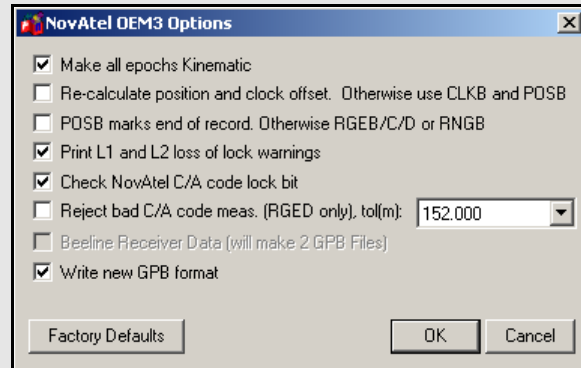 NovAtel OEM3 Options
Make all epochs Kinematic
Re-calculate position and clock offset. Otherwise use CLKB and POSB
POSB marks end of record. Otherwise RGEB/C/D or RNGB
Print L1 and L2 loss of lock warnings
Check NovAtel C/A code lock bit
Reject bad C/A code meas. (RGED only), tol(m): 152.000
Beeline Receiver Data (will make 2 GPB Files)
Write new GPB format
Factory Defaults OK Cancel